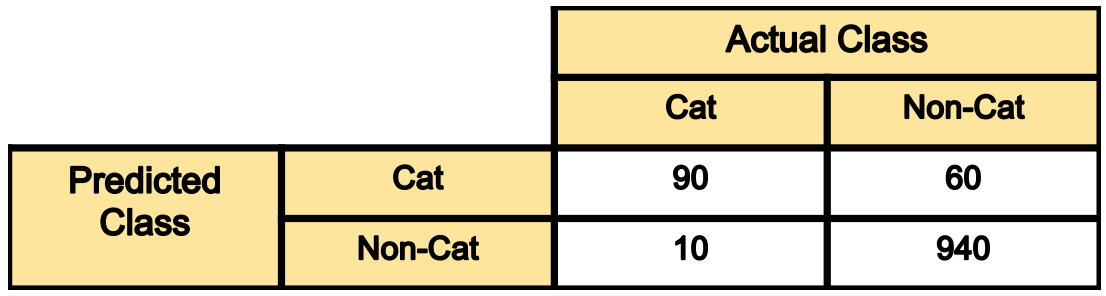 Actual Class
Cat Non-Cat
Predicted
Class
Cat 90 60
Non-Cat 10 940